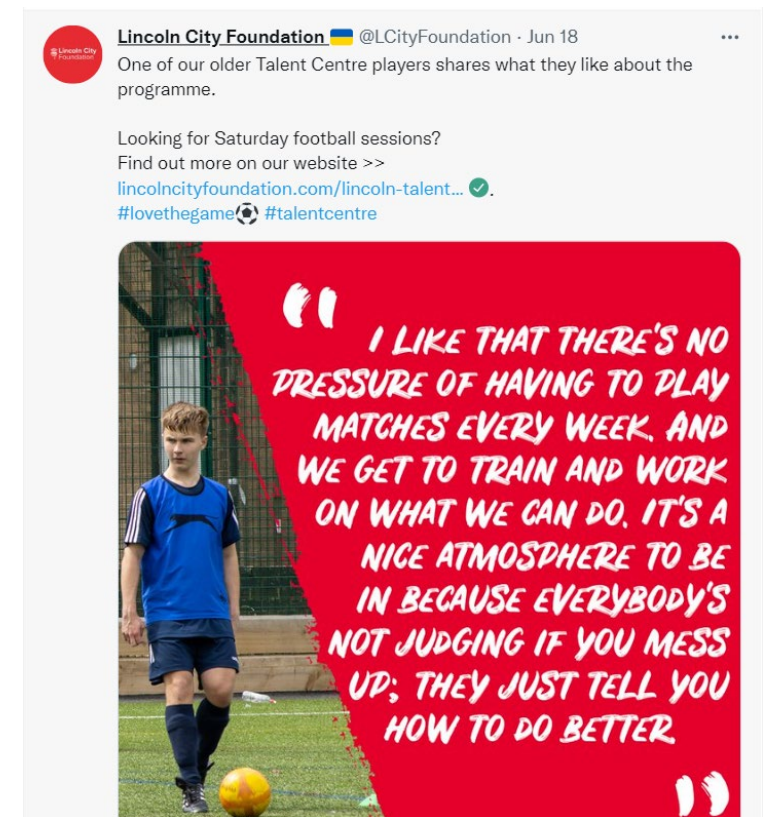 Lincoln City Foundation 🇺🇦 @LCityFoundation · Jun 18
Lincoln City
Foundation
One of our older Talent Centre players shares what they like about the
programme.
Looking for Saturday football sessions?
Find out more on our website >>
lincolncityfoundation.com/lincoln-talent... ✅.
#lovethegame⚽ #talentcentre
“
I LIKE THAT THERE'S NO
PRESSURE OF HAVING TO PLAY
MATCHES EVERY WEEK, AND
WE GET TO TRAIN AND WORK
ON WHAT WE CAN DO. IT'S A
NICE ATMOSPHERE TO BE
IN BECAUSE EVERYBODY'S
NOT JUDGING IF YOU MESS
UP; THEY JUST TELL YOU
HOW TO DO BETTER
”